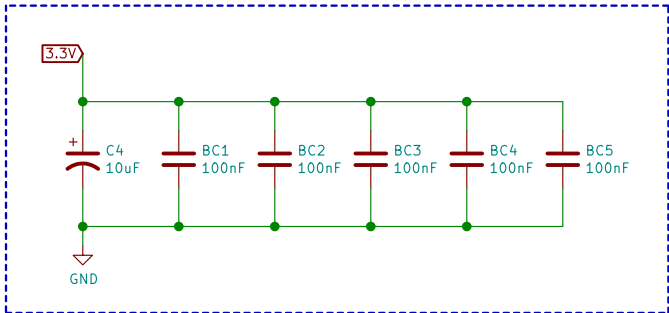 3.3V
+
C4
10uF
BC1
100nF
BC2
100nF
BC3
100nF
BC4
100nF
BC5
100nF
GND